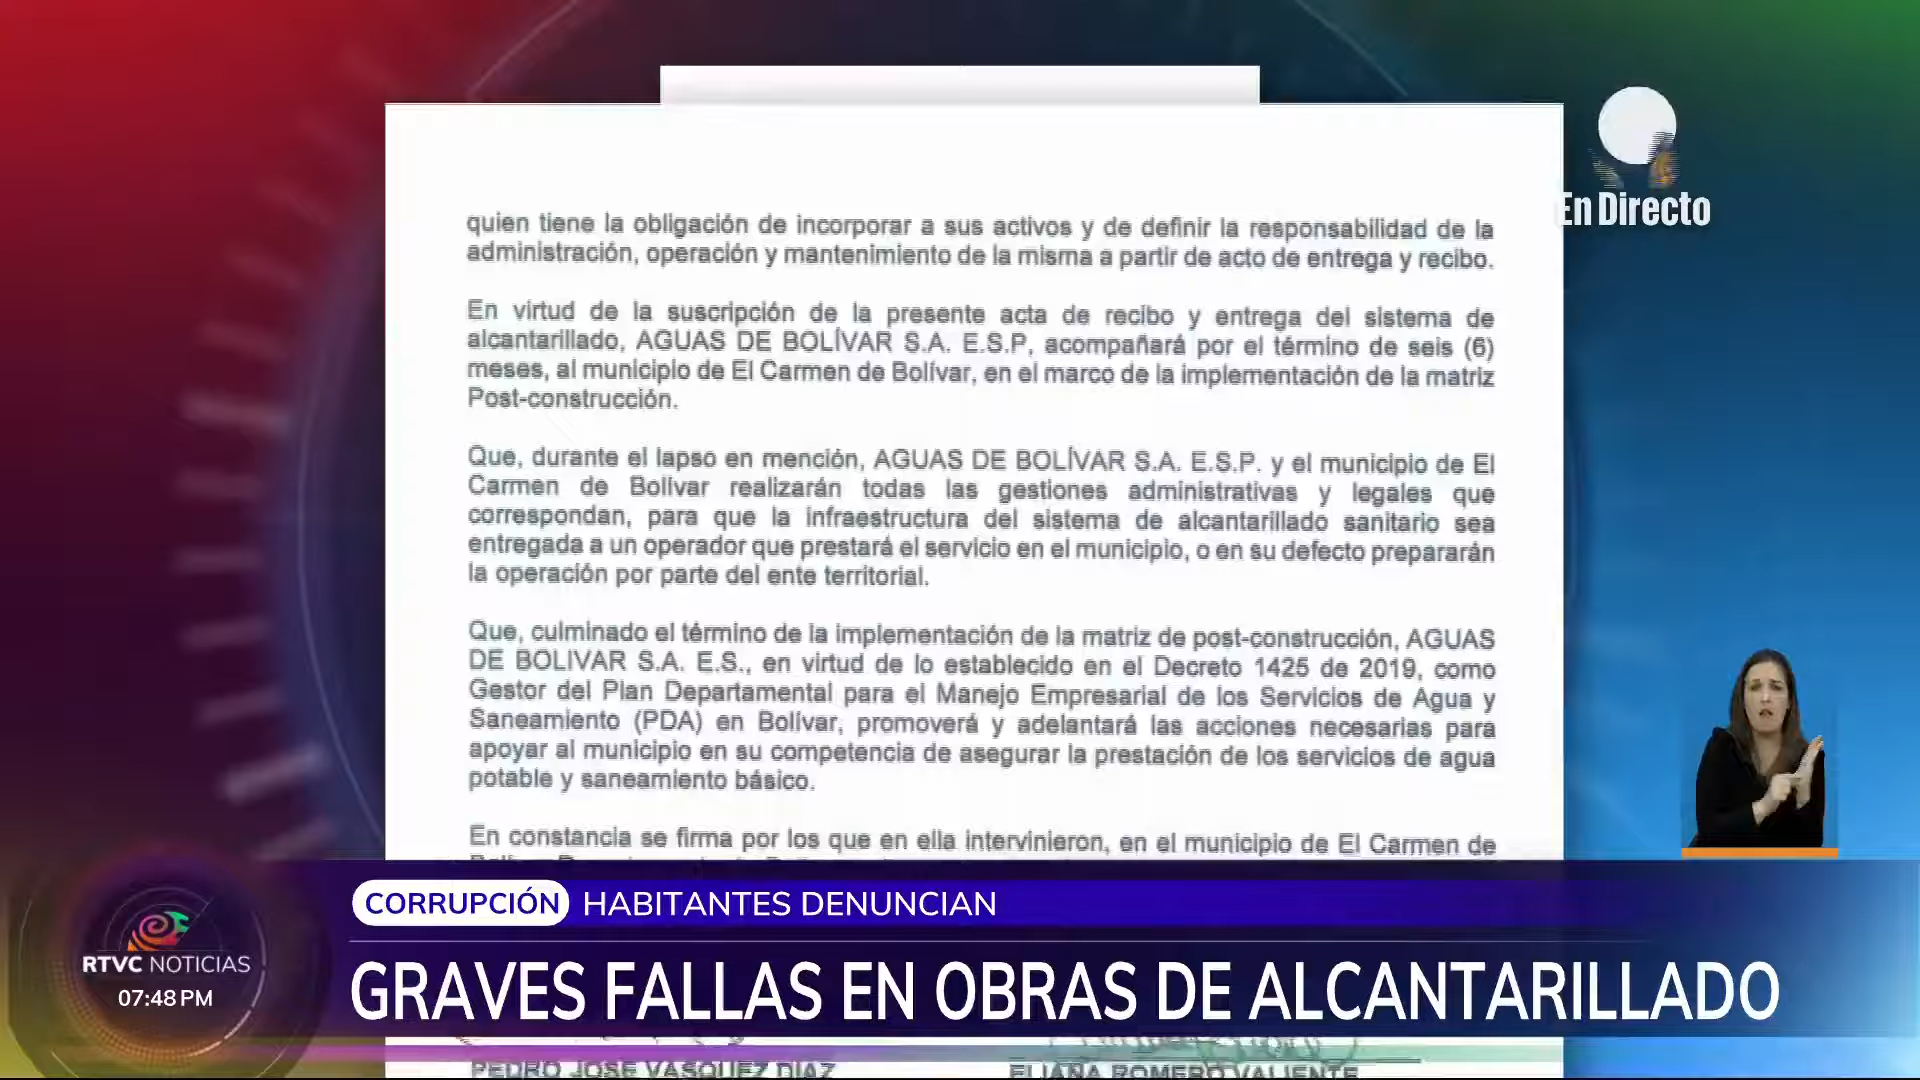 quien tiene la obligación de incorporar a sus activos y de definir la responsabilidad de la
administración, operación y mantenimiento de la misma a partir de acto de entrega y recibo.
En virtud de la suscripción de la presente acta de recibo y entrega del sistema de
alcantarillado, AGUAS DE BOLÍVAR S.A. E.S.P, acompañará por el término de seis (6)
meses, al municipio de El Carmen de Bolívar, en el marco de la implementación de la matriz
Post-construcción.
Que, durante el lapso en mención, AGUAS DE BOLÍVAR S.A. E.S.P. y el municipio de El
Carmen de Bolívar realizarán todas las gestiones administrativas y legales que
correspondan, para que la infraestructura del sistema de alcantarillado sanitario sea
entregada a un operador que prestará el servicio en el municipio, o en su defecto prepararán
la operación por parte del ente territorial.
Que, culminado el término de la implementación de la matriz de post-construcción, AGUAS
DE BOLIVAR S.A. E.S., en virtud de lo establecido en el Decreto 1425 de 2019, como
Gestor del Plan Departamental para el Manejo Empresarial de los Servicios de Agua y
Saneamiento (PDA) en Bolívar, promoverá y adelantará las acciones necesarias para
apoyar al municipio en su competencia de asegurar la prestación de los servicios de agua
potable y saneamiento básico.
En constancia se firma por los que en ella intervinieron, en el municipio de El Carmen de
En Directo
CORRUPCIÓN HABITANTES DENUNCIAN
GRAVES FALLAS EN OBRAS DE ALCANTARILLADO
RTVC NOTICIAS
07:48 PM
PEDRO JOSE VASQUEZ DIAZ
ELIANA ROMERO VALIENTE